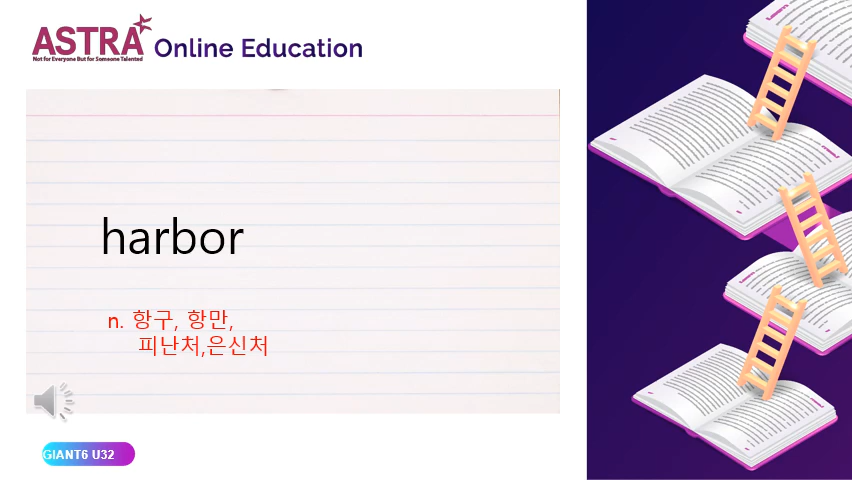 ASTRA
Not for Everyone But for Someone Talented
Online Education
harbor
n. 항구, 항만,
피난처,은신처
GIANT6 U32